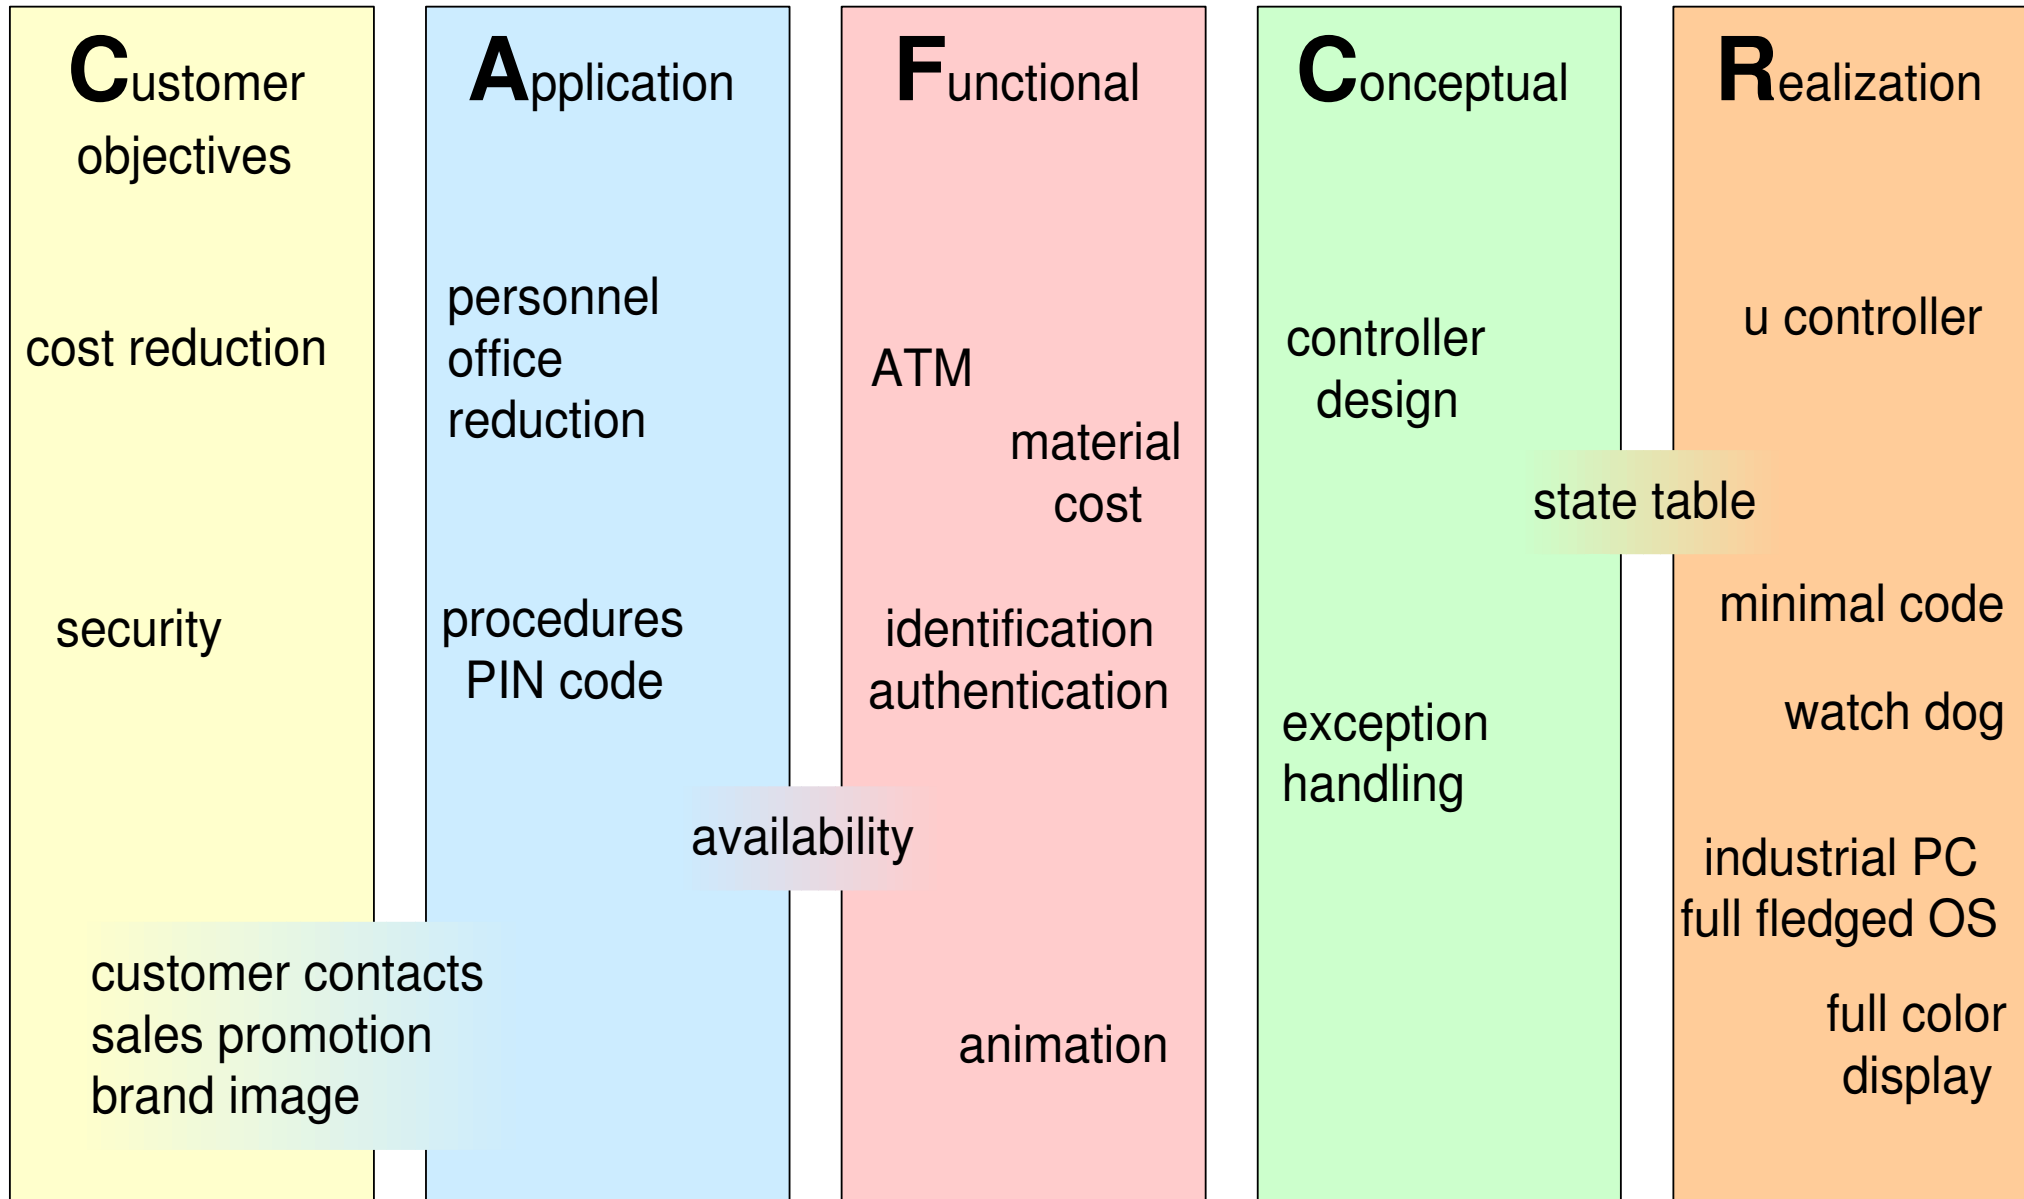 Customer
objectives
cost reduction
security
customer contacts
sales promotion
brand image
Application
personnel
office
reduction
procedures
PIN code
availability
Functional
ATM
material
cost
identification
authentication
animation
Conceptual
controller
design
state table
exception
handling
Realization
u controller
minimal code
watch dog
industrial PC
full fledged OS
full color
display